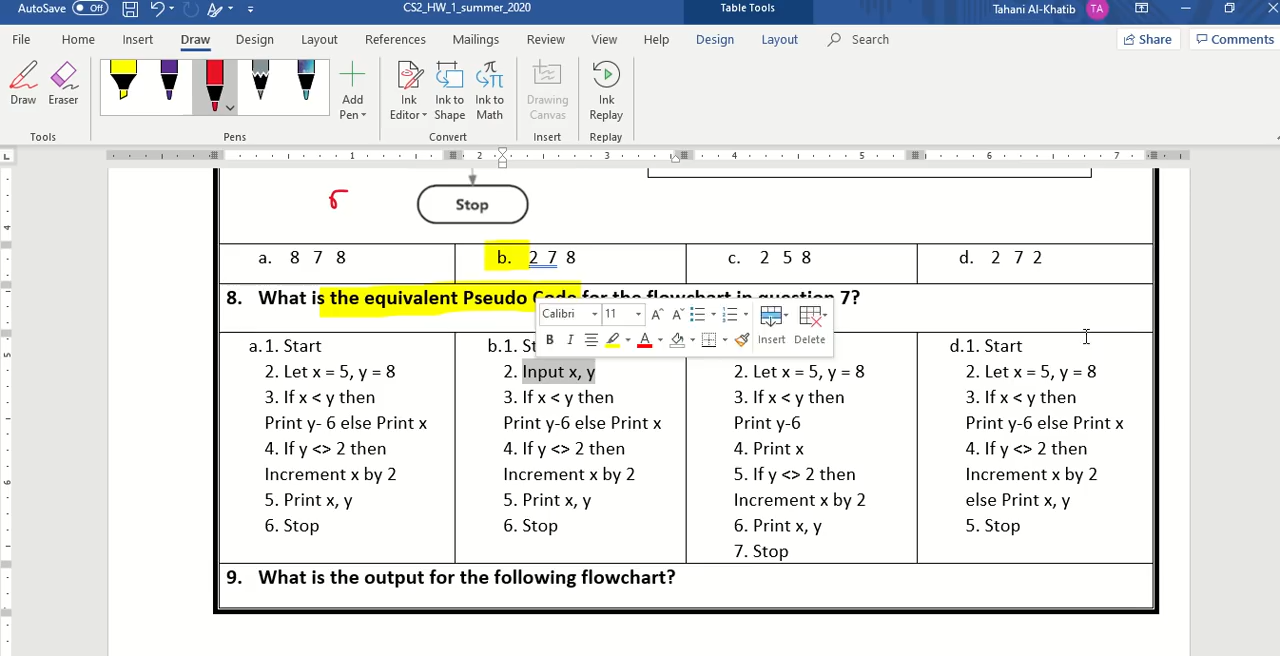 AutoSave Off CS2_HW_1_summer_2020 Table Tools Tahani Al-Khatib TA
File Home Insert Draw Design Layout References Mailings Review View Help Design Layout Search Share Comments
Draw Eraser Add Pen Ink Editor Ink to Shape Ink to Math Drawing Canvas Ink Replay
Tools Pens Convert Insert Replay
1 2 3 4 5 6 7
Stop
a. 8 7 8 b. 2 7 8 c. 2 5 8 d. 2 7 2
8. What is the equivalent Pseudo Code for the flowchart in question 7?
Calibri 11 Insert Delete
a.1. Start
2. Let x = 5, y = 8
3. If x < y then
Print y- 6 else Print x
4. If y <> 2 then
Increment x by 2
5. Print x, y
6. Stop
b.1.
2. Input x, y
3. If x < y then
Print y-6 else Print x
4. If y <> 2 then
Increment x by 2
5. Print x, y
6. Stop
2. Let x = 5, y = 8
3. If x < y then
Print y-6
4. Print x
5. If y <> 2 then
Increment x by 2
6. Print x, y
7. Stop
d.1. Start
2. Let x = 5, y = 8
3. If x < y then
Print y-6 else Print x
4. If y <> 2 then
Increment x by 2
else Print x, y
5. Stop
9. What is the output for the following flowchart?